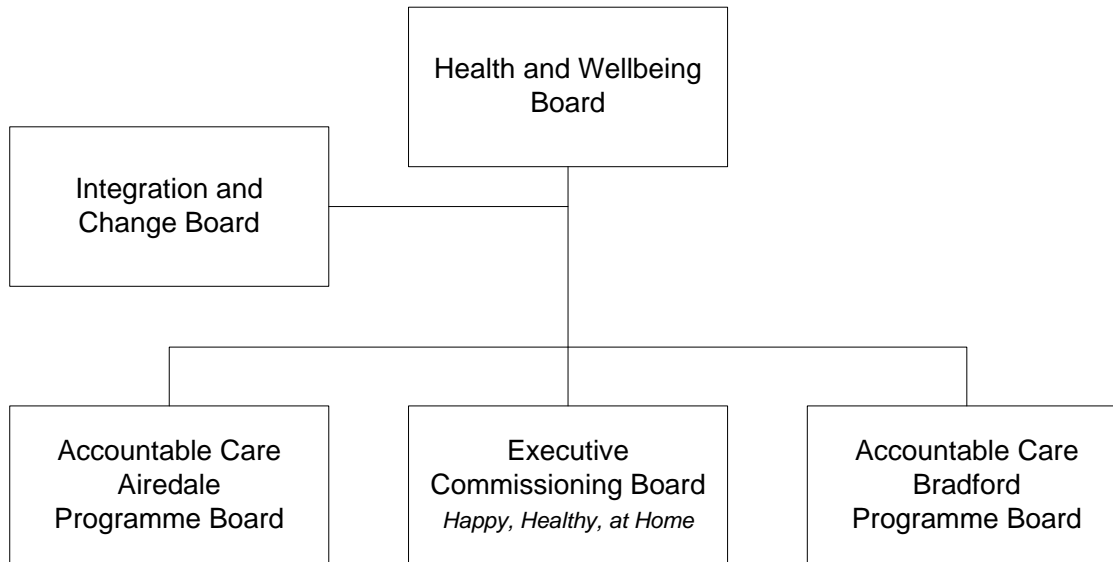 Health and Wellbeing
Board
Integration and
Change Board
Accountable Care
Airedale
Programme Board
Executive
Commissioning Board
Happy, Healthy, at Home
Accountable Care
Bradford
Programme Board